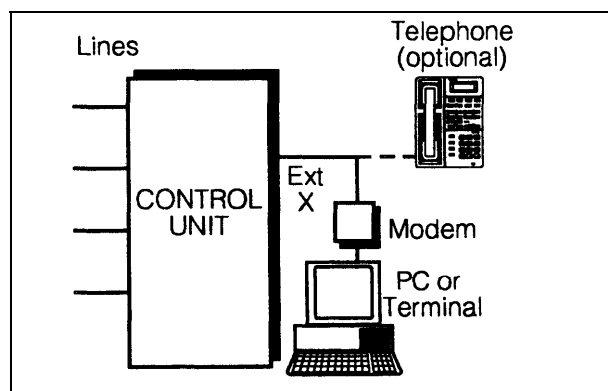 Lines
Telephone
(optional)
CONTROL
UNIT
Ext
X
Modem
PC or
Terminal